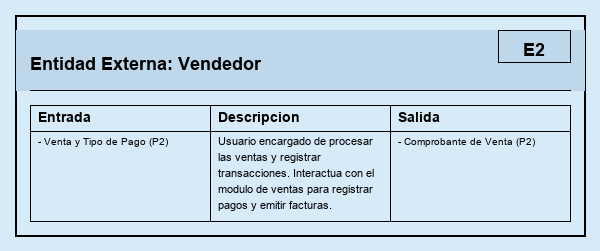 E2
Entidad Externa: Vendedor
Entrada
Descripcion
Salida
- Venta y Tipo de Pago (P2)
Usuario encargado de procesar
las ventas y registrar
transacciones. Interactua con el
modulo de ventas para registrar
pagos y emitir facturas.
- Comprobante de Venta (P2)